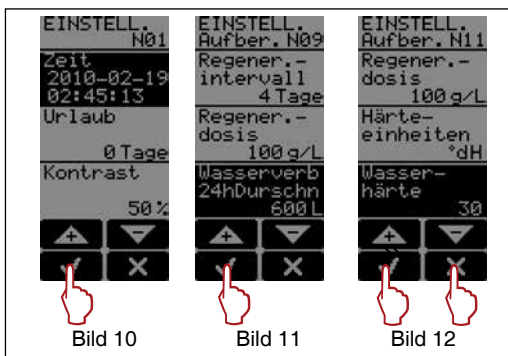 EINSTELL.
N01
Zeit
2010-02-19
02:45:13
Urlaub
0 Tage
Kontrast
50 %
Bild 10
EINSTELL.
Aufber. N09
Regener.-
intervall
4 Tage
Regener.-
dosis
100 g/L
Wasserverb
24hDurschn
600 L
Bild 11
EINSTELL.
Aufber. N11
Regener.-
dosis
100 g/L
Härte-
einheiten
°dH
Wasser-
härte
30
Bild 12